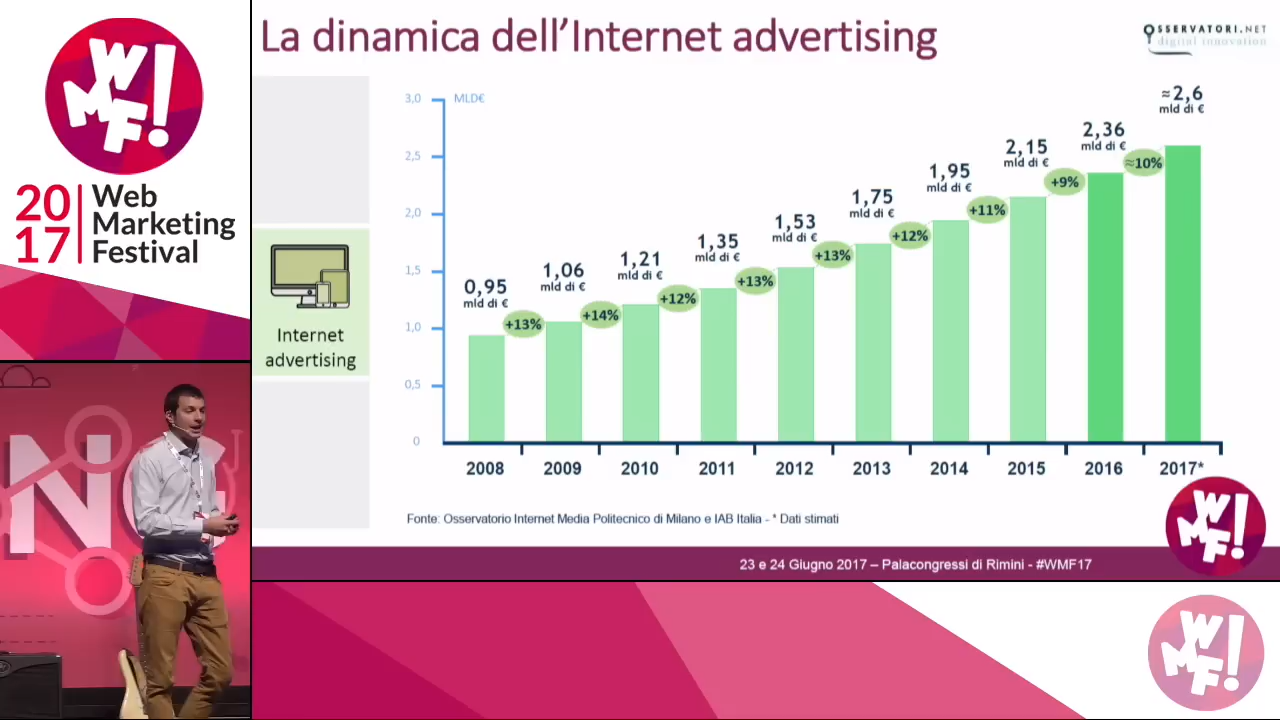 WMF!
20
17
Web
Marketing
Festival
La dinamica dell'Internet advertising
OSSERVATORI.NET
digital innovation
3,0
MLD€
2,5
2,0
1,5
1,0
0,5
0
Internet
advertising
0,95
mld di €
1,06
mld di €
1,21
mld di €
1,35
mld di €
1,53
mld di €
1,75
mld di €
1,95
mld di €
2,15
mld di €
2,36
mld di €
≈2,6
mld di €
+13%
+14%
+12%
+13%
+13%
+12%
+11%
+9%
≈10%
2008
2009
2010
2011
2012
2013
2014
2015
2016
2017*
Fonte: Osservatorio Internet Media Politecnico di Milano e IAB Italia - * Dati stimati
WMF!
23 e 24 Giugno 2017 – Palacongressi di Rimini - #WMF17
WMF!